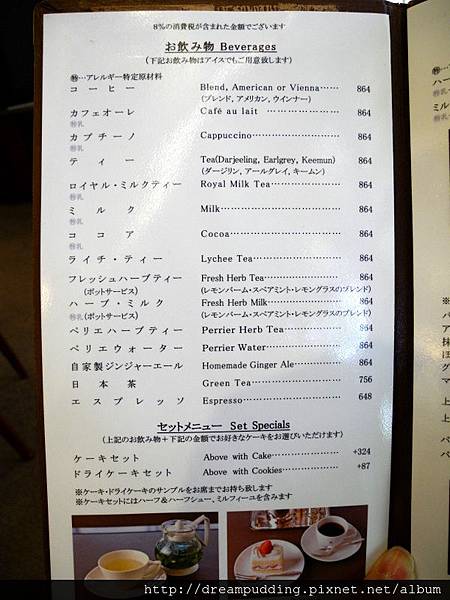 8％の消費税が含まれた金額でございます
お飲み物 Beverages
(下記お飲み物はアイスでもご用意致します)
㊕…アレルギー特定原材料
コーヒー Blend, American or Vienna…… 864
(ブレンド, アメリカン, ウインナー)
カフェオーレ Café au lait ………………… 864
㊕乳
カプチーノ Cappuccino……………………… 864
㊕乳
ティー Tea(Darjeeling, Earlgrey, Keemun) 864
(ダージリン, アールグレイ, キームン)
ロイヤル・ミルクティー Royal Milk Tea………………… 864
㊕乳
ミルク Milk……………………………… 864
㊕乳
ココア Cocoa…………………………… 864
㊕乳
ライチ・ティー Lychee Tea…………………… 864
フレッシュハーブティー Fresh Herb Tea………………… 864
(ポットサービス) (レモンバーム・スペアミント・レモングラスのブレンド)
ハーブ・ミルク Fresh Herb Milk………………… 864
㊕乳(ポットサービス) (レモンバーム・スペアミント・レモングラスのブレンド)
ペリエハーブティー Perrier Herb Tea……………… 864
ペリエウォーター Perrier Water………………… 864
自家製ジンジャーエール Homemade Ginger Ale………… 864
日本茶 Green Tea…………………… 756
エスプレッソ Espresso……………………… 648
セットメニュー Set Specials
(上記のお飲み物＋下記の金額でお好きなケーキをお選びいただけます)
ケーキセット Above with Cake……………… +324
ドライケーキセット Above with Cookies…………… +87
※ケーキ・ドライケーキのサンプルをお席までお持ち致します
※ケーキセットにはハーフ＆ハーフシュー、ミルフィーユを含みます
http://dreampudding.pixnet.net/album